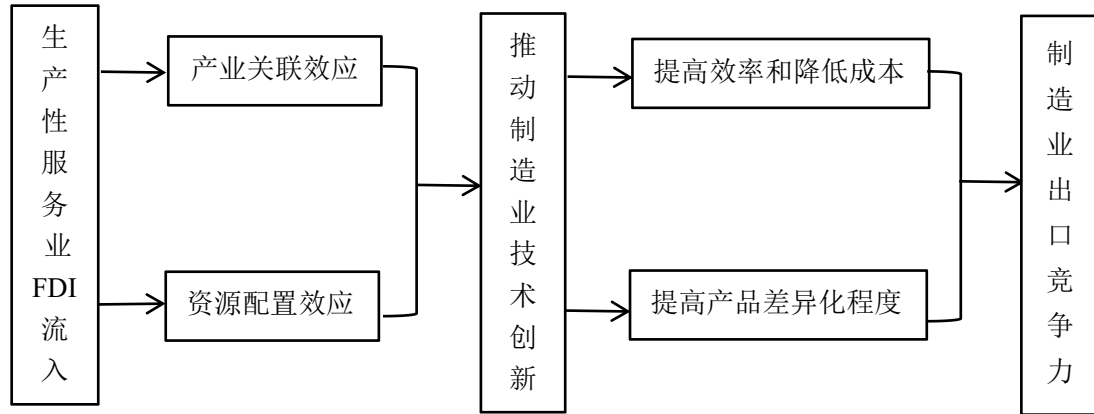 生产性服务业FDI流入
产业关联效应
资源配置效应
推动制造业技术创新
提高效率和降低成本
提高产品差异化程度
制造业出口竞争力